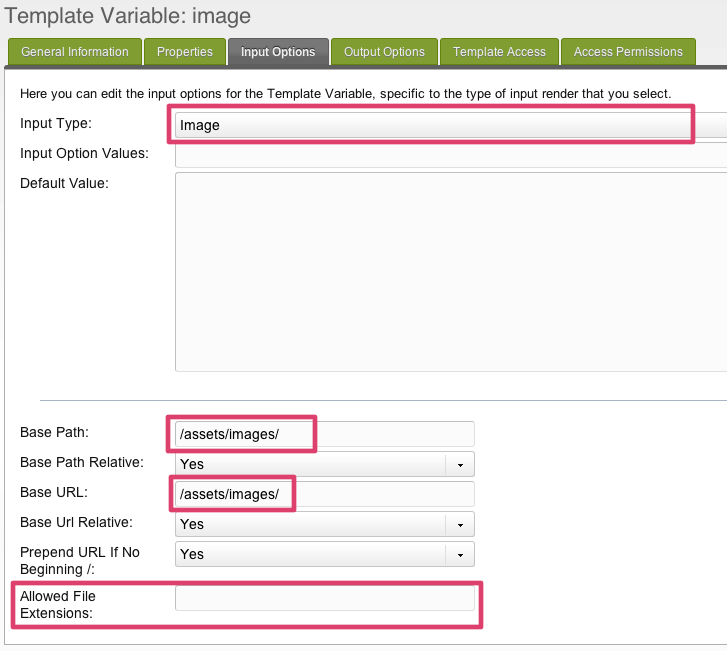 Template Variable: image
General Information Properties Input Options Output Options Template Access Access Permissions
Here you can edit the input options for the Template Variable, specific to the type of input render that you select.
Input Type: Image
Input Option Values:
Default Value:
Base Path: /assets/images/
Base Path Relative: Yes
Base URL: /assets/images/
Base Url Relative: Yes
Prepend URL If No Yes
Beginning /:
Allowed File
Extensions: